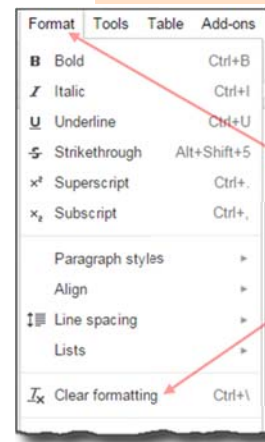 Format Tools Table Add-ons
B Bold Ctrl+B
I Italic Ctrl+I
U Underline Ctrl+U
S Strikethrough Alt+Shift+5
x² Superscript Ctrl+.
x₂ Subscript Ctrl+,
Paragraph styles
Align
Line spacing
Lists
Clear formatting Ctrl+\